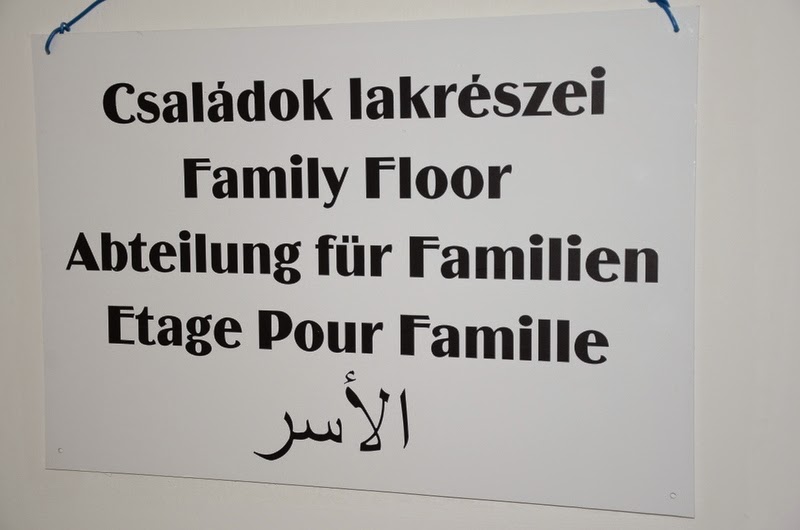 Családok lakrészei
Family Floor
Abteilung für Familien
Etage Pour Famille
الأسر